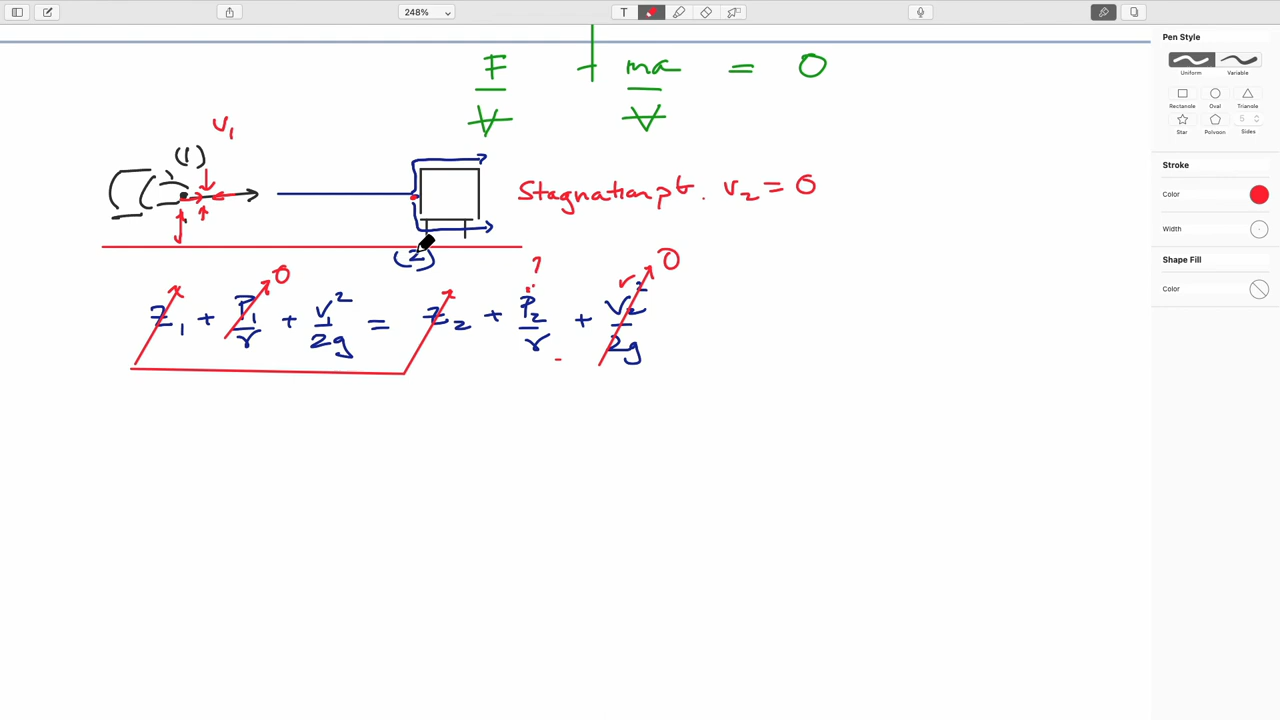 248%
T
F + ma = 0
V V
V1
(1)
Stagnation pt. V2 = 0
(2)
? 0
0
Z1 + P1/γ + V1²/2g = Z2 + P2/γ + V2²/2g
Pen Style
Uniform Variable
Rectangle Oval Triangle
5
Star Polygon Sides
Stroke
Color
Width
Shape Fill
Color